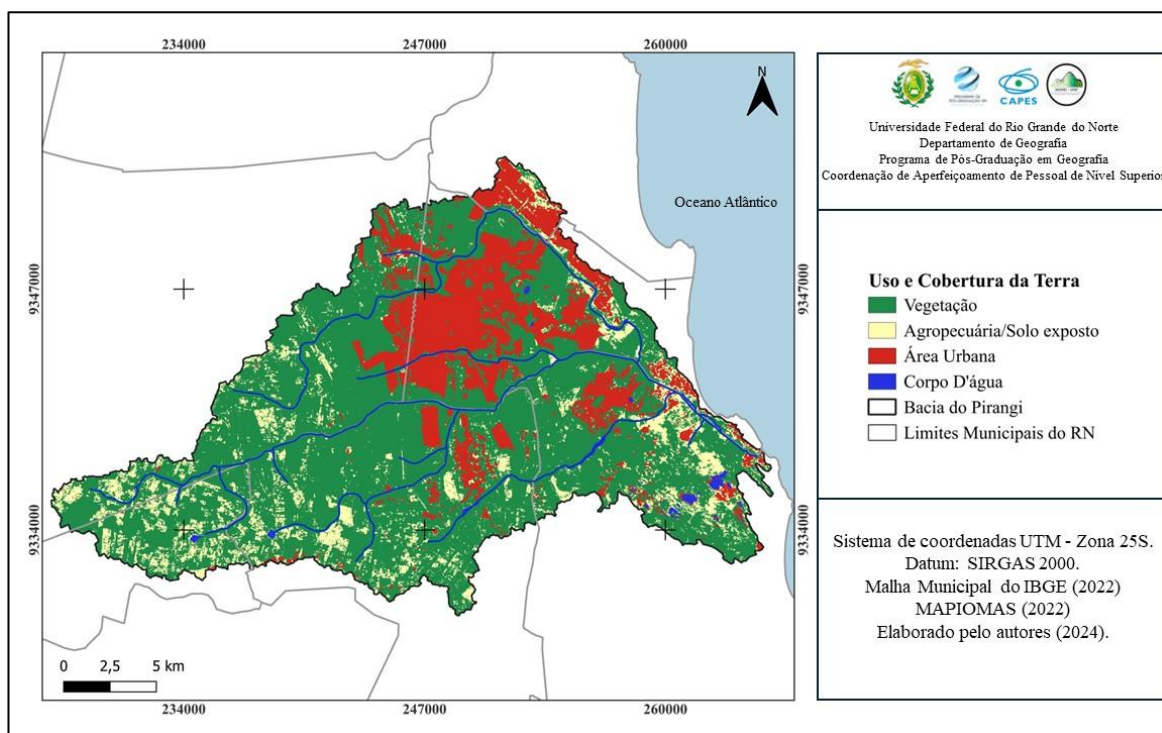 234000
247000
260000
N
Oceano Atlântico
9347000
9347000
9334000
9334000
0 2,5 5 km
234000
247000
260000
CAPES
Universidade Federal do Rio Grande do Norte
Departamento de Geografia
Programa de Pós-Graduação em Geografia
Coordenação de Aperfeiçoamento de Pessoal de Nível Superior
Uso e Cobertura da Terra
Vegetação
Agropecuária/Solo exposto
Área Urbana
Corpo D'água
Bacia do Pirangi
Limites Municipais do RN
Sistema de coordenadas UTM - Zona 25S.
Datum: SIRGAS 2000.
Malha Municipal do IBGE (2022)
MAPIOMAS (2022)
Elaborado pelo autores (2024).